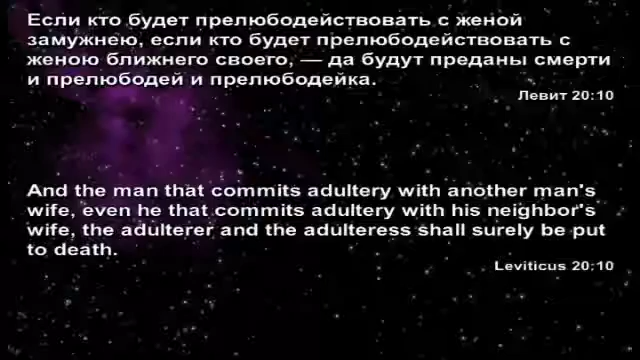 Если кто будет прелюбодействовать с женой
замужнею, если кто будет прелюбодействовать с
женою ближнего своего, — да будут преданы смерти
и прелюбодей и прелюбодейка.
Левит 20:10
And the man that commits adultery with another man's
wife, even he that commits adultery with his neighbor's
wife, the adulterer and the adulteress shall surely be put
to death.
Leviticus 20:10